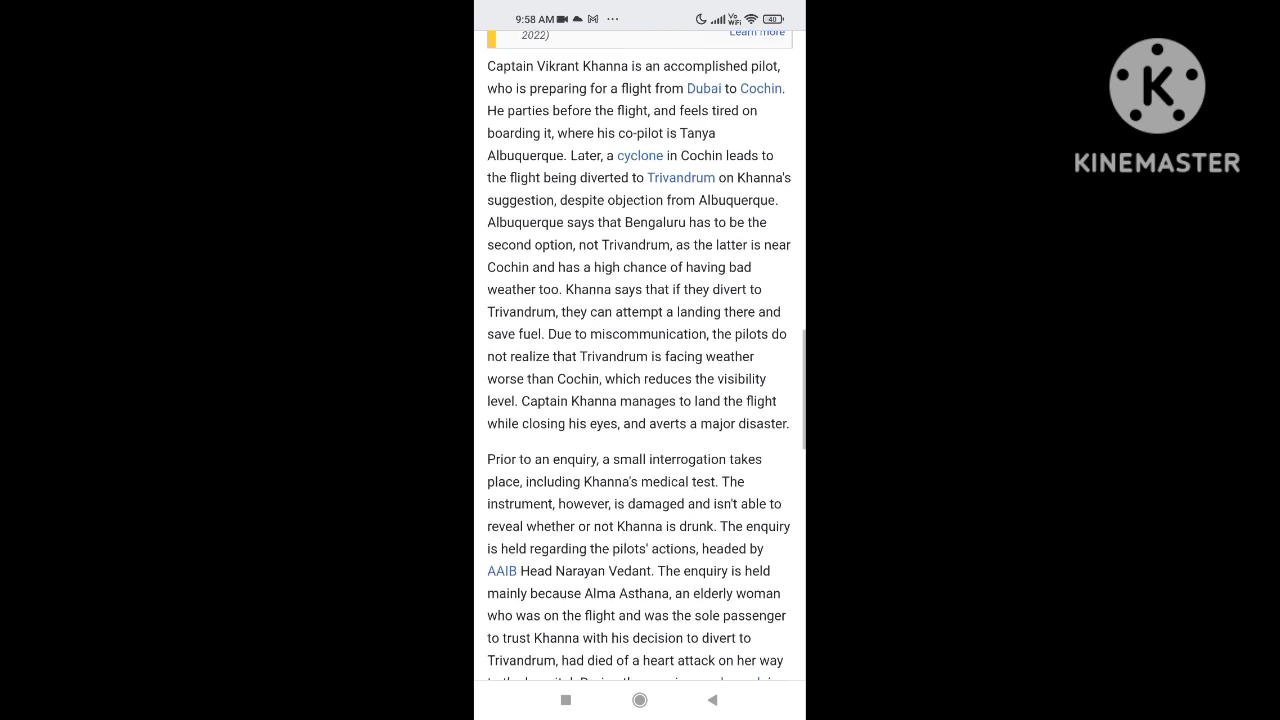 9:58 AM
Vo
WiFi
40
2022)
Learn more
Captain Vikrant Khanna is an accomplished pilot,
who is preparing for a flight from Dubai to Cochin.
He parties before the flight, and feels tired on
boarding it, where his co-pilot is Tanya
Albuquerque. Later, a cyclone in Cochin leads to
the flight being diverted to Trivandrum on Khanna's
suggestion, despite objection from Albuquerque.
Albuquerque says that Bengaluru has to be the
second option, not Trivandrum, as the latter is near
Cochin and has a high chance of having bad
weather too. Khanna says that if they divert to
Trivandrum, they can attempt a landing there and
save fuel. Due to miscommunication, the pilots do
not realize that Trivandrum is facing weather
worse than Cochin, which reduces the visibility
level. Captain Khanna manages to land the flight
while closing his eyes, and averts a major disaster.
Prior to an enquiry, a small interrogation takes
place, including Khanna's medical test. The
instrument, however, is damaged and isn't able to
reveal whether or not Khanna is drunk. The enquiry
is held regarding the pilots' actions, headed by
AAIB Head Narayan Vedant. The enquiry is held
mainly because Alma Asthana, an elderly woman
who was on the flight and was the sole passenger
to trust Khanna with his decision to divert to
Trivandrum, had died of a heart attack on her way
K
KINEMASTER